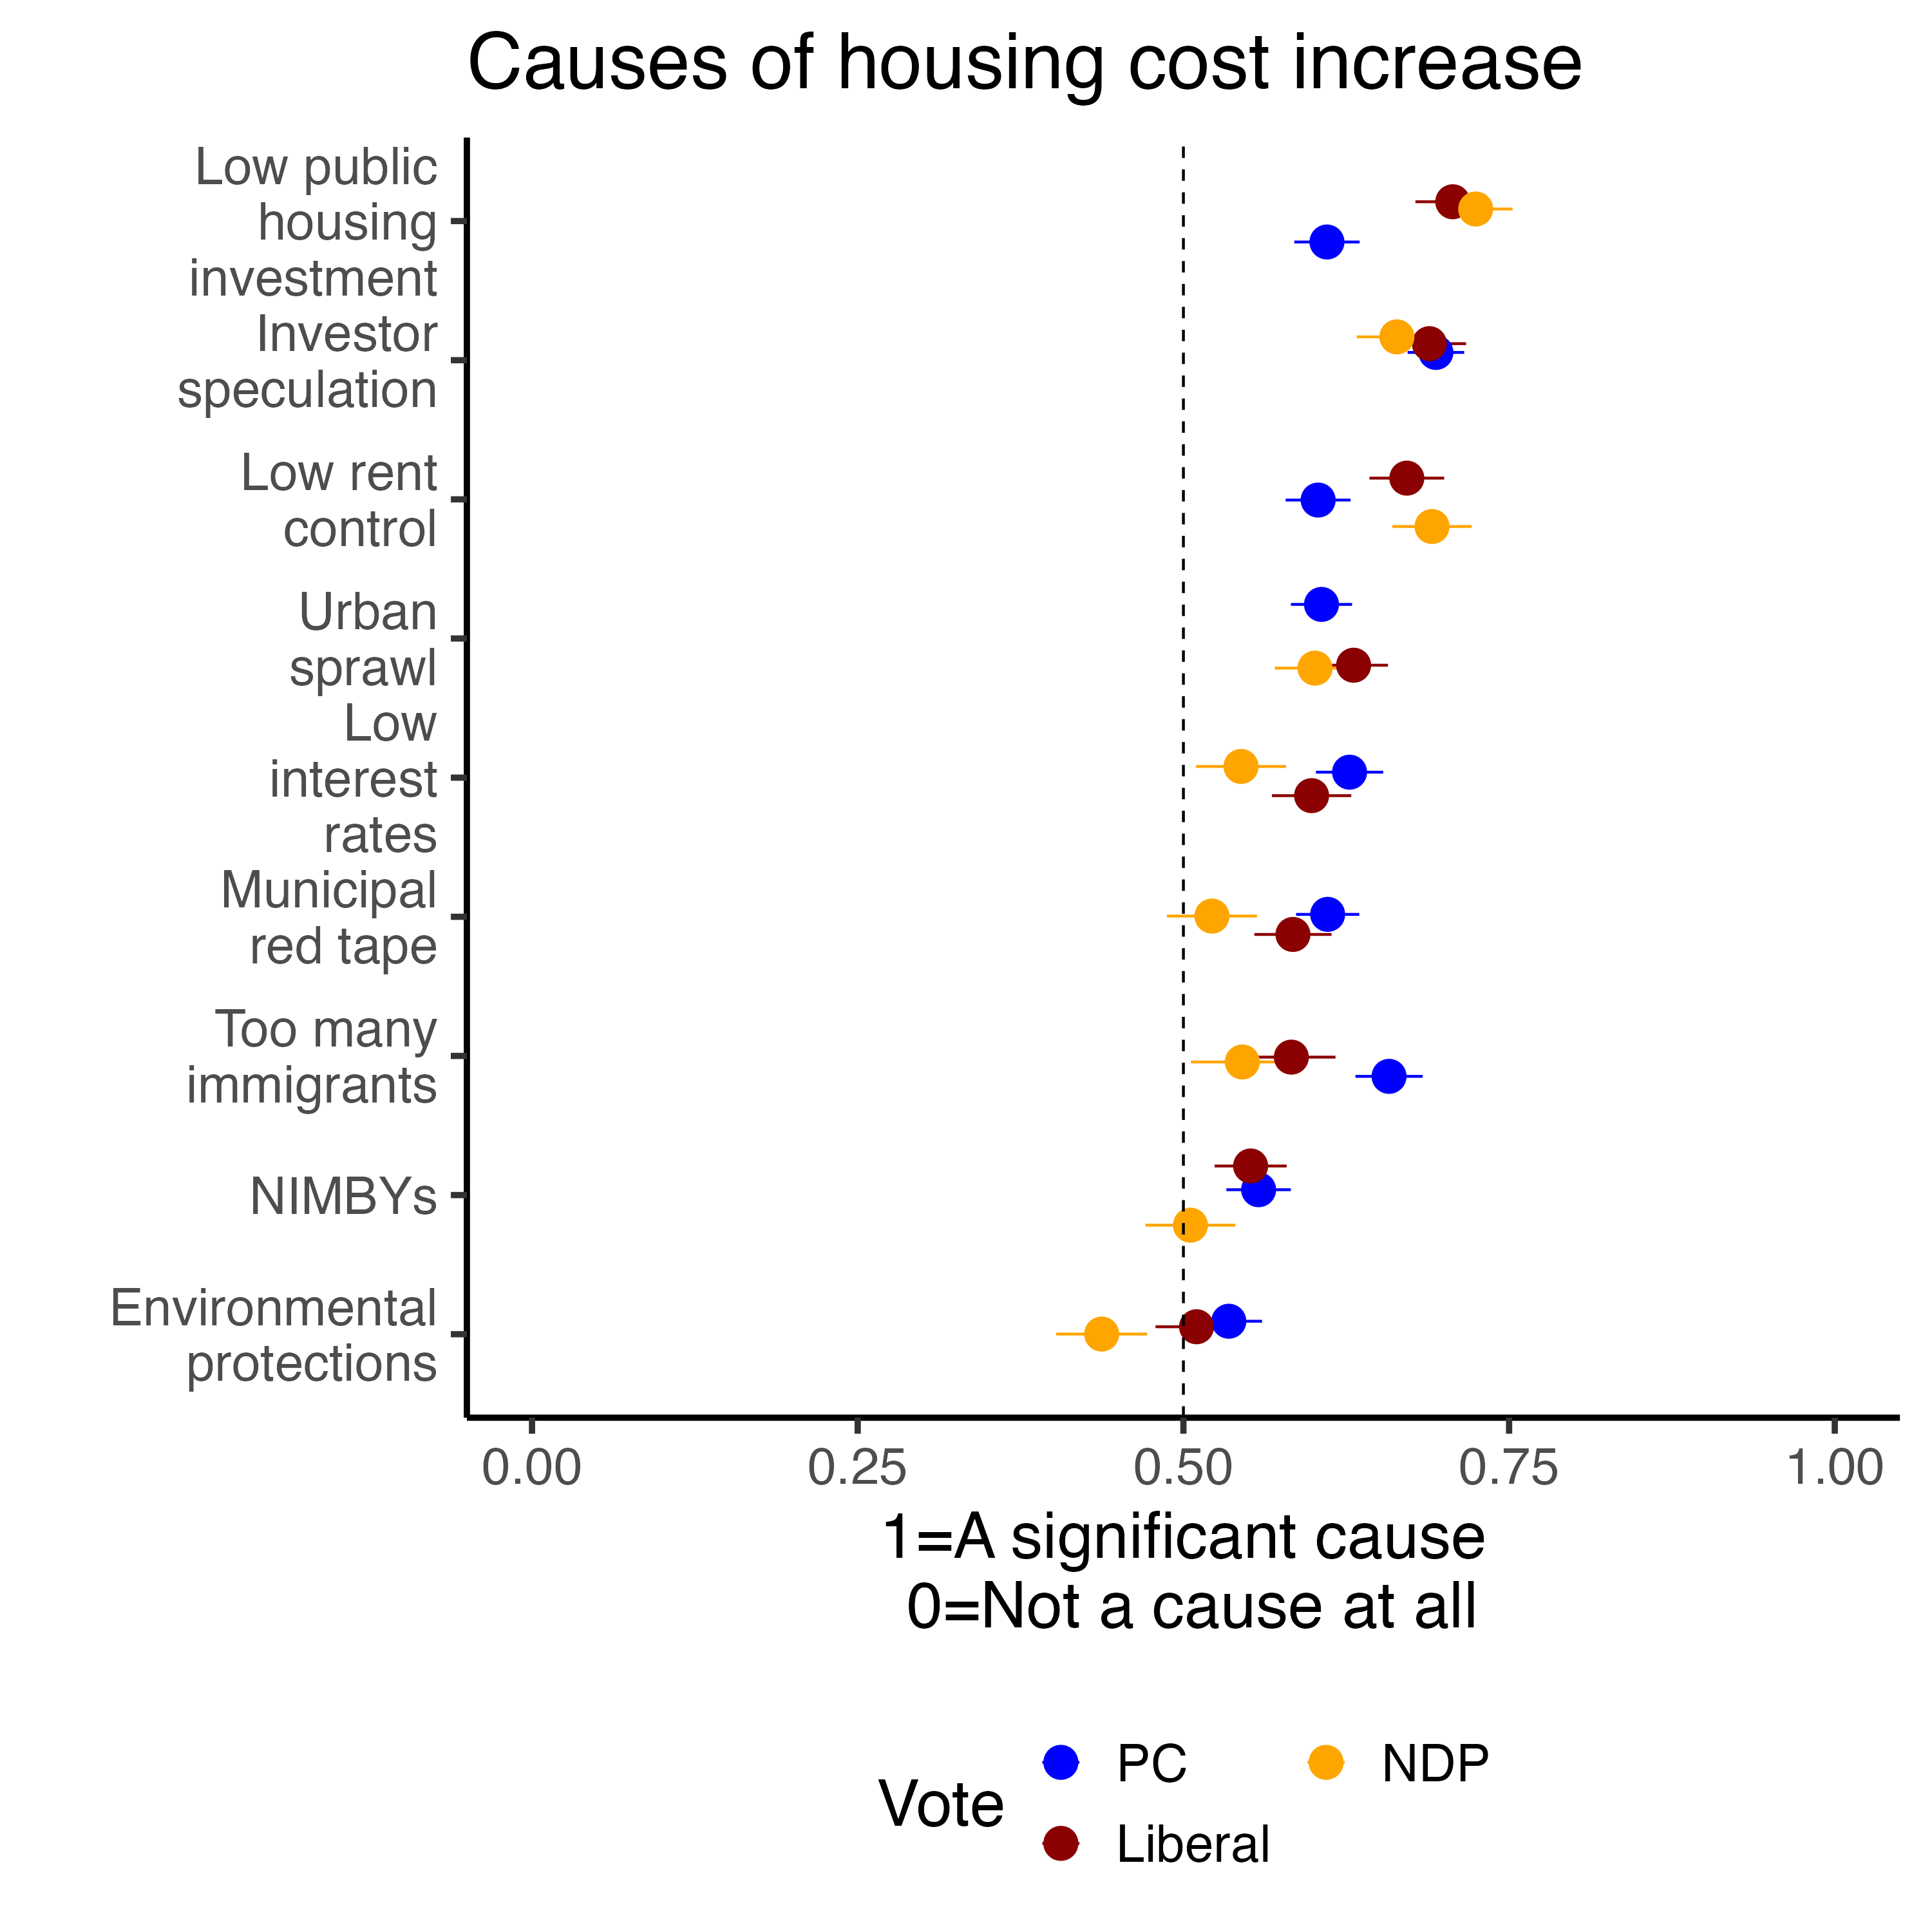 Causes of housing cost increase
Low public
housing
investment
Investor
speculation
Low rent
control
Urban
sprawl
Low
interest
rates
Municipal
red tape
Too many
immigrants
NIMBYs
Environmental
protections
0.00 0.25 0.50 0.75 1.00
1=A significant cause
0=Not a cause at all
Vote
PC NDP
Liberal